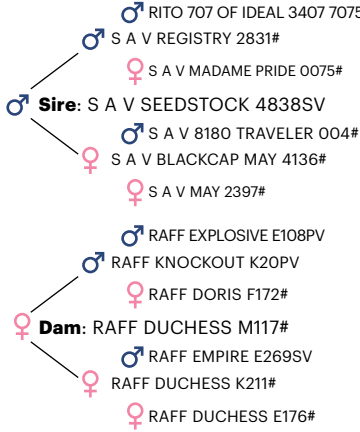 RITO 707 OF IDEAL 3407 7075
S A V REGISTRY 2831#
S A V MADAME PRIDE 0075#
Sire: S A V SEEDSTOCK 4838SV
S A V 8180 TRAVELER 004#
S A V BLACKCAP MAY 4136#
S A V MAY 2397#
RAFF EXPLOSIVE E108PV
RAFF KNOCKOUT K20PV
RAFF DORIS F172#
Dam: RAFF DUCHESS M117#
RAFF EMPIRE E269SV
RAFF DUCHESS K211#
RAFF DUCHESS E176#